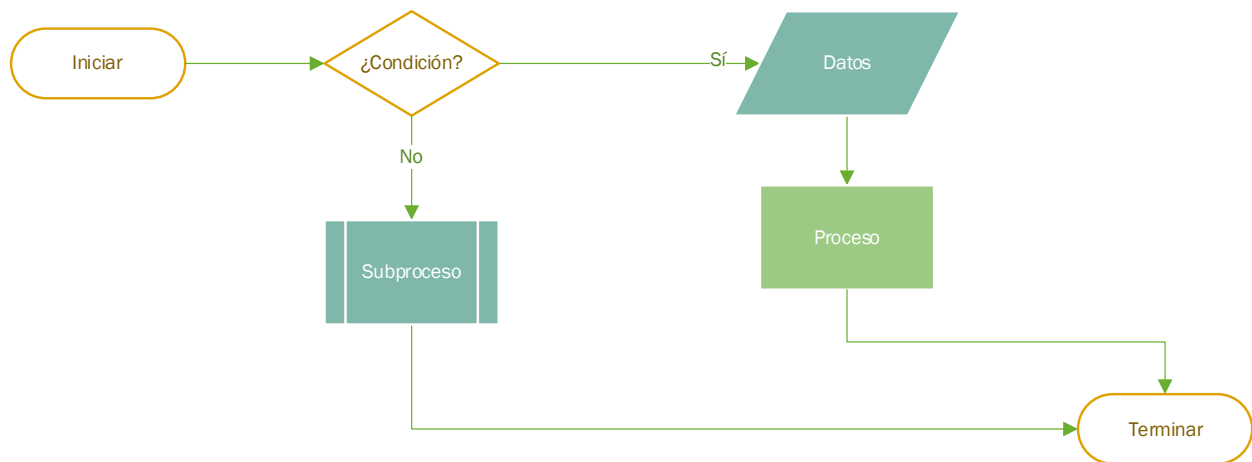 Iniciar
¿Condición?
Sí
Datos
No
Proceso
Subproceso
Terminar